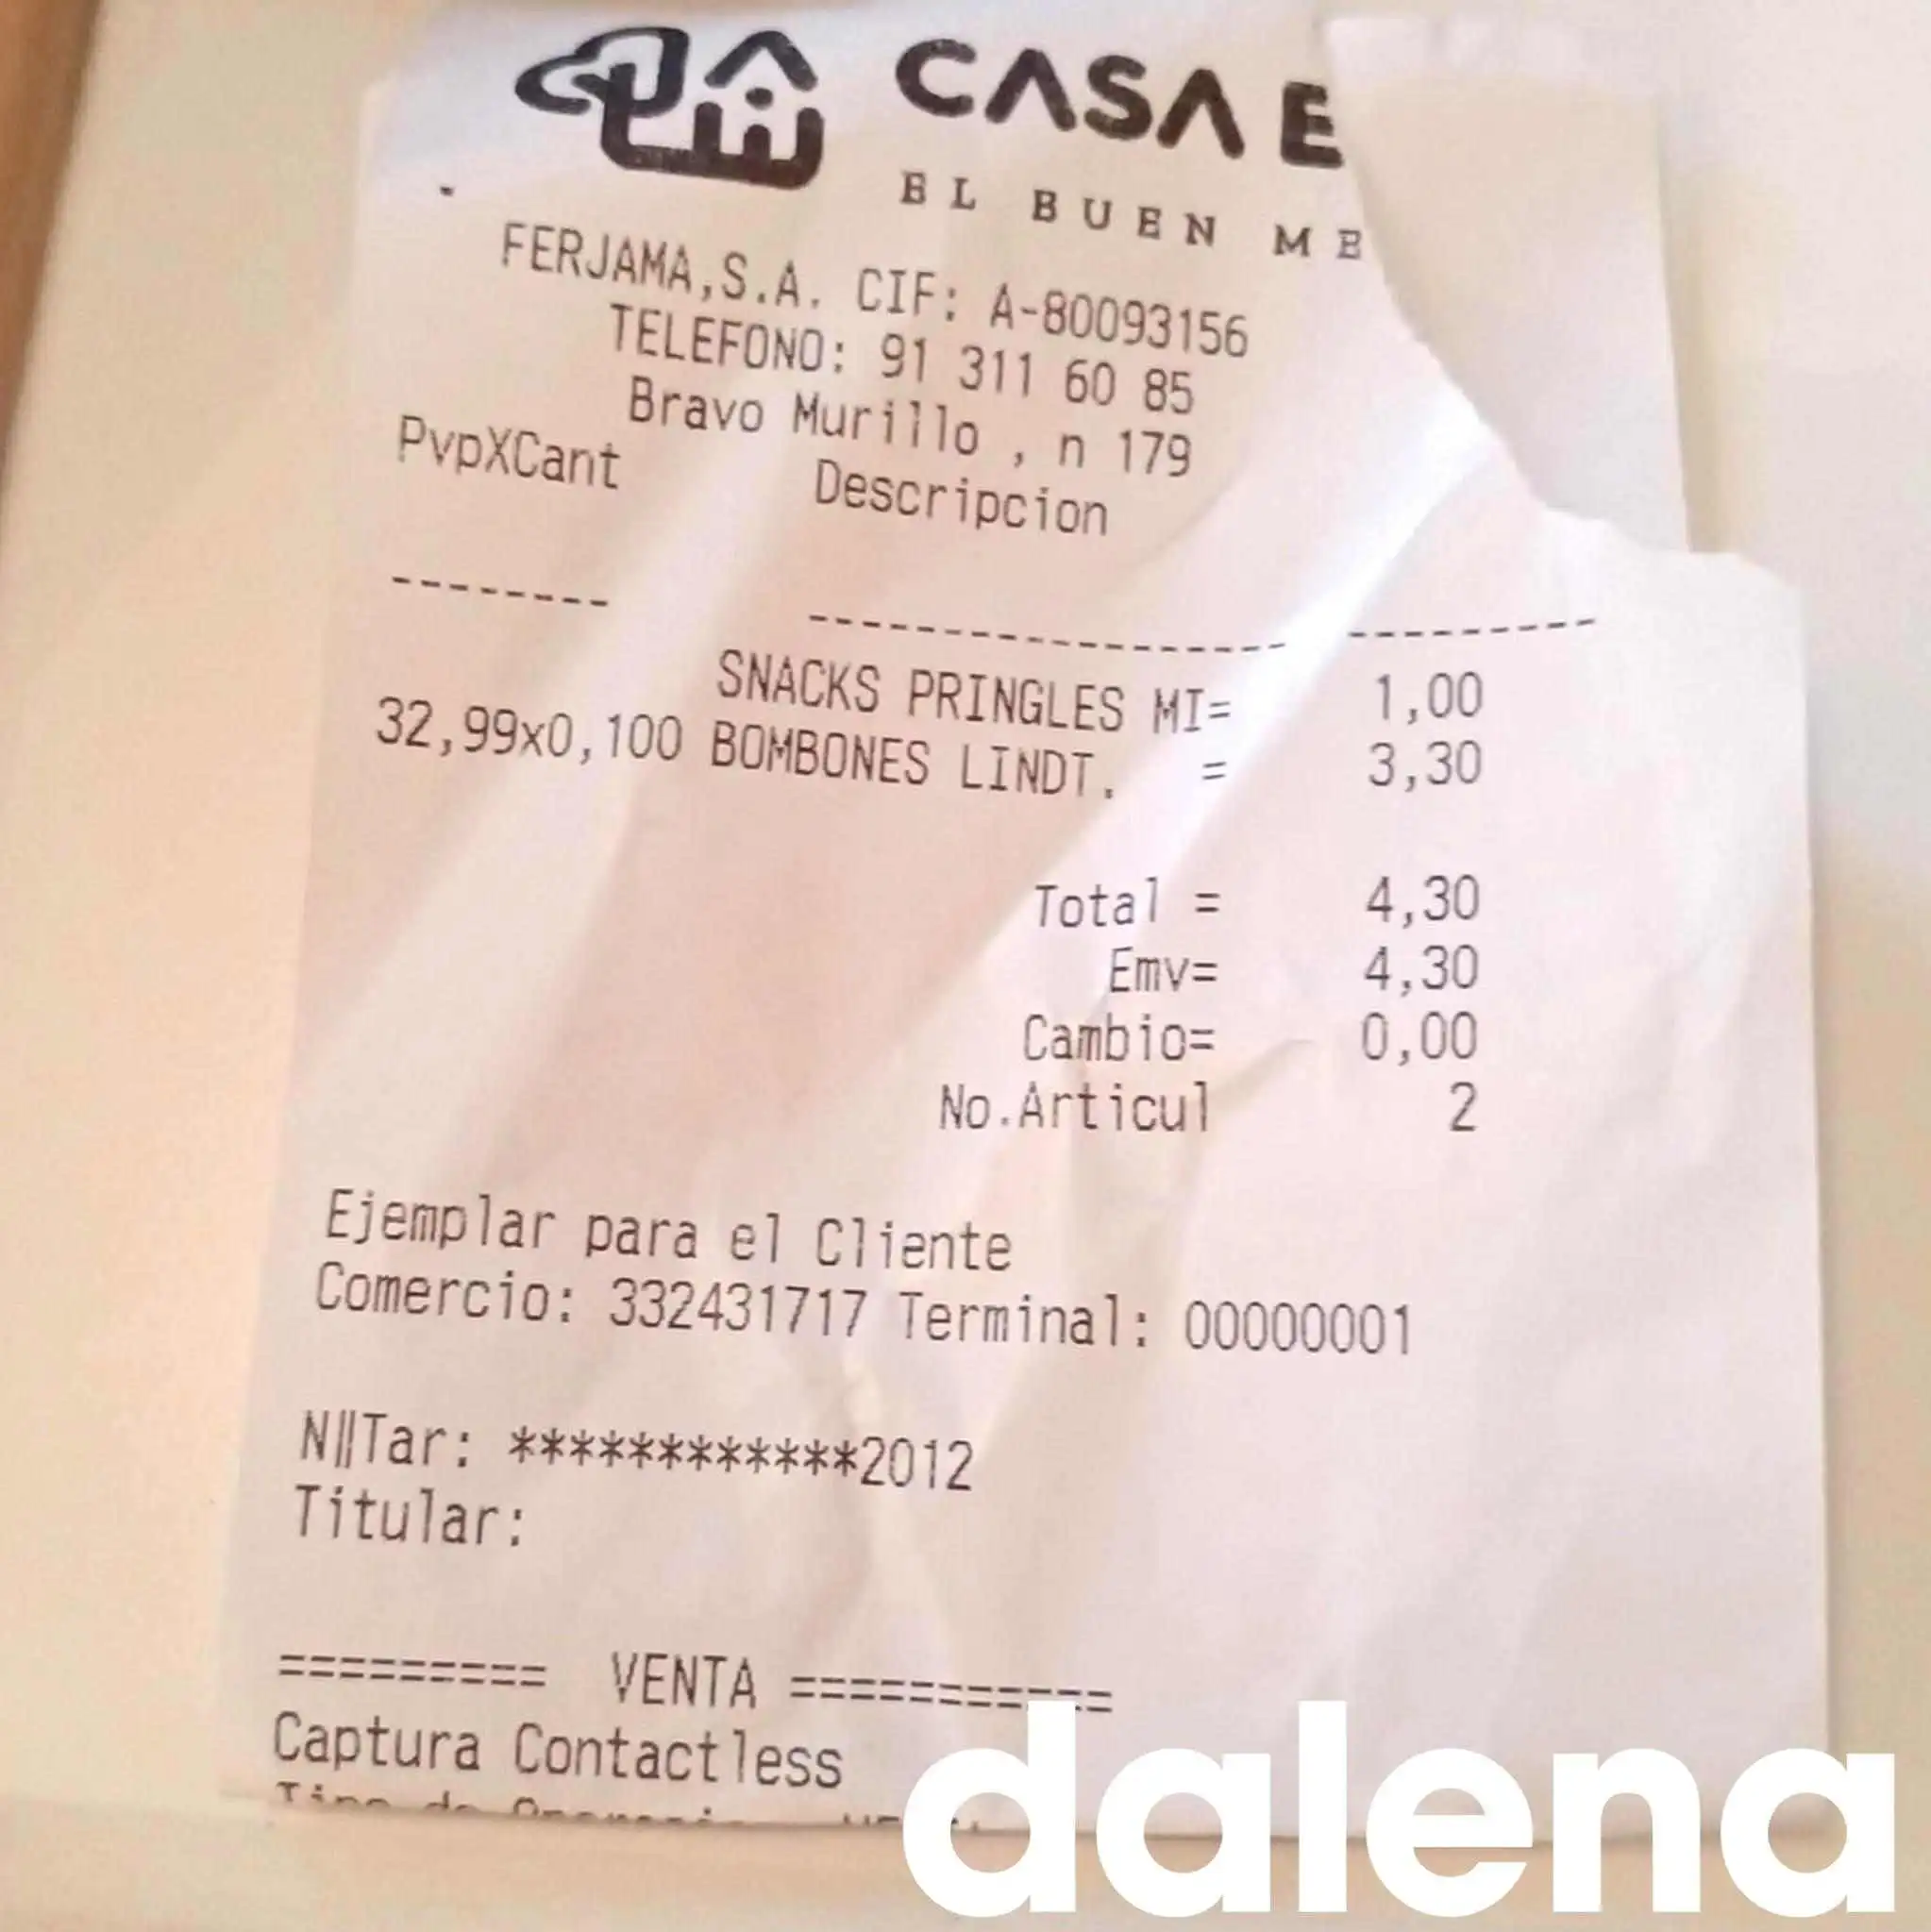 CASA E
EL BUEN ME
FERJAMA,S.A. CIF: A-80093156
TELEFONO: 91 311 60 85
Bravo Murillo , n 179
PvpXCant Descripcion
-------- ----------------- ---------
SNACKS PRINGLES MI= 1,00
32,99x0,100 BOMBONES LINDT. = 3,30
Total = 4,30
Emv= 4,30
Cambio= 0,00
No.Articul 2
Ejemplar para el Cliente
Comercio: 332431717 Terminal: 00000001
N||Tar: ************2012
Titular:
========= VENTA ===========
Captura Contactless
Tipo de
dalena